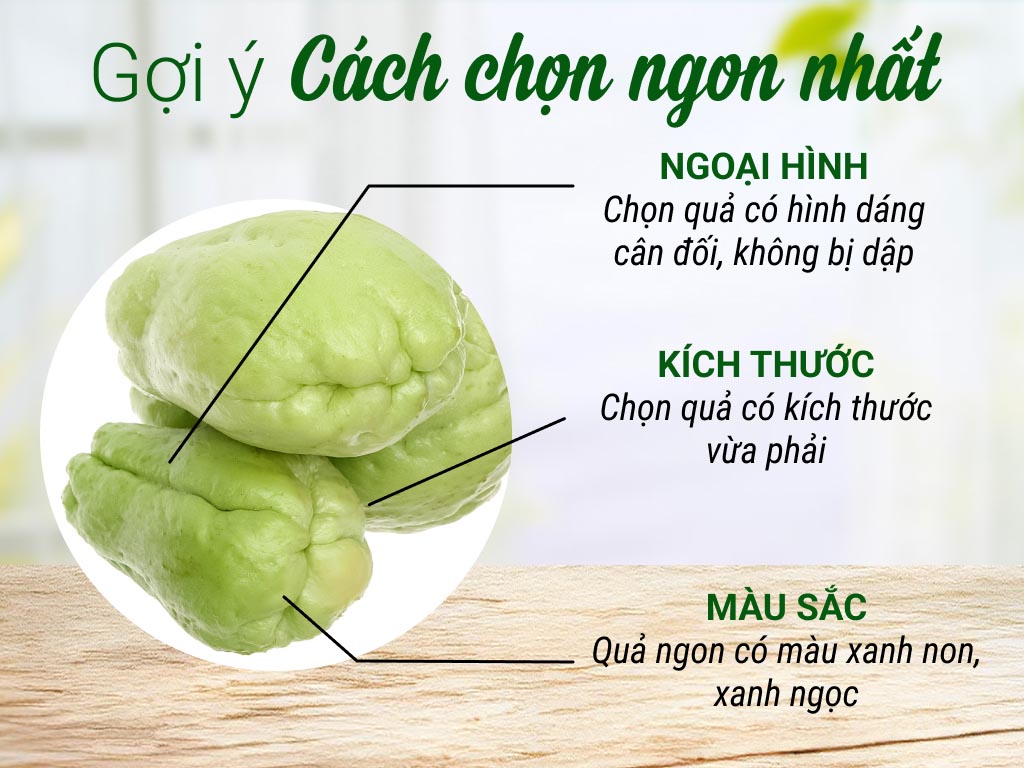 Gợi ý Cách chọn ngon nhất
NGOẠI HÌNH
Chọn quả có hình dáng
cân đối, không bị dập
KÍCH THƯỚC
Chọn quả có kích thước
vừa phải
MÀU SẮC
Quả ngon có màu xanh non,
xanh ngọc